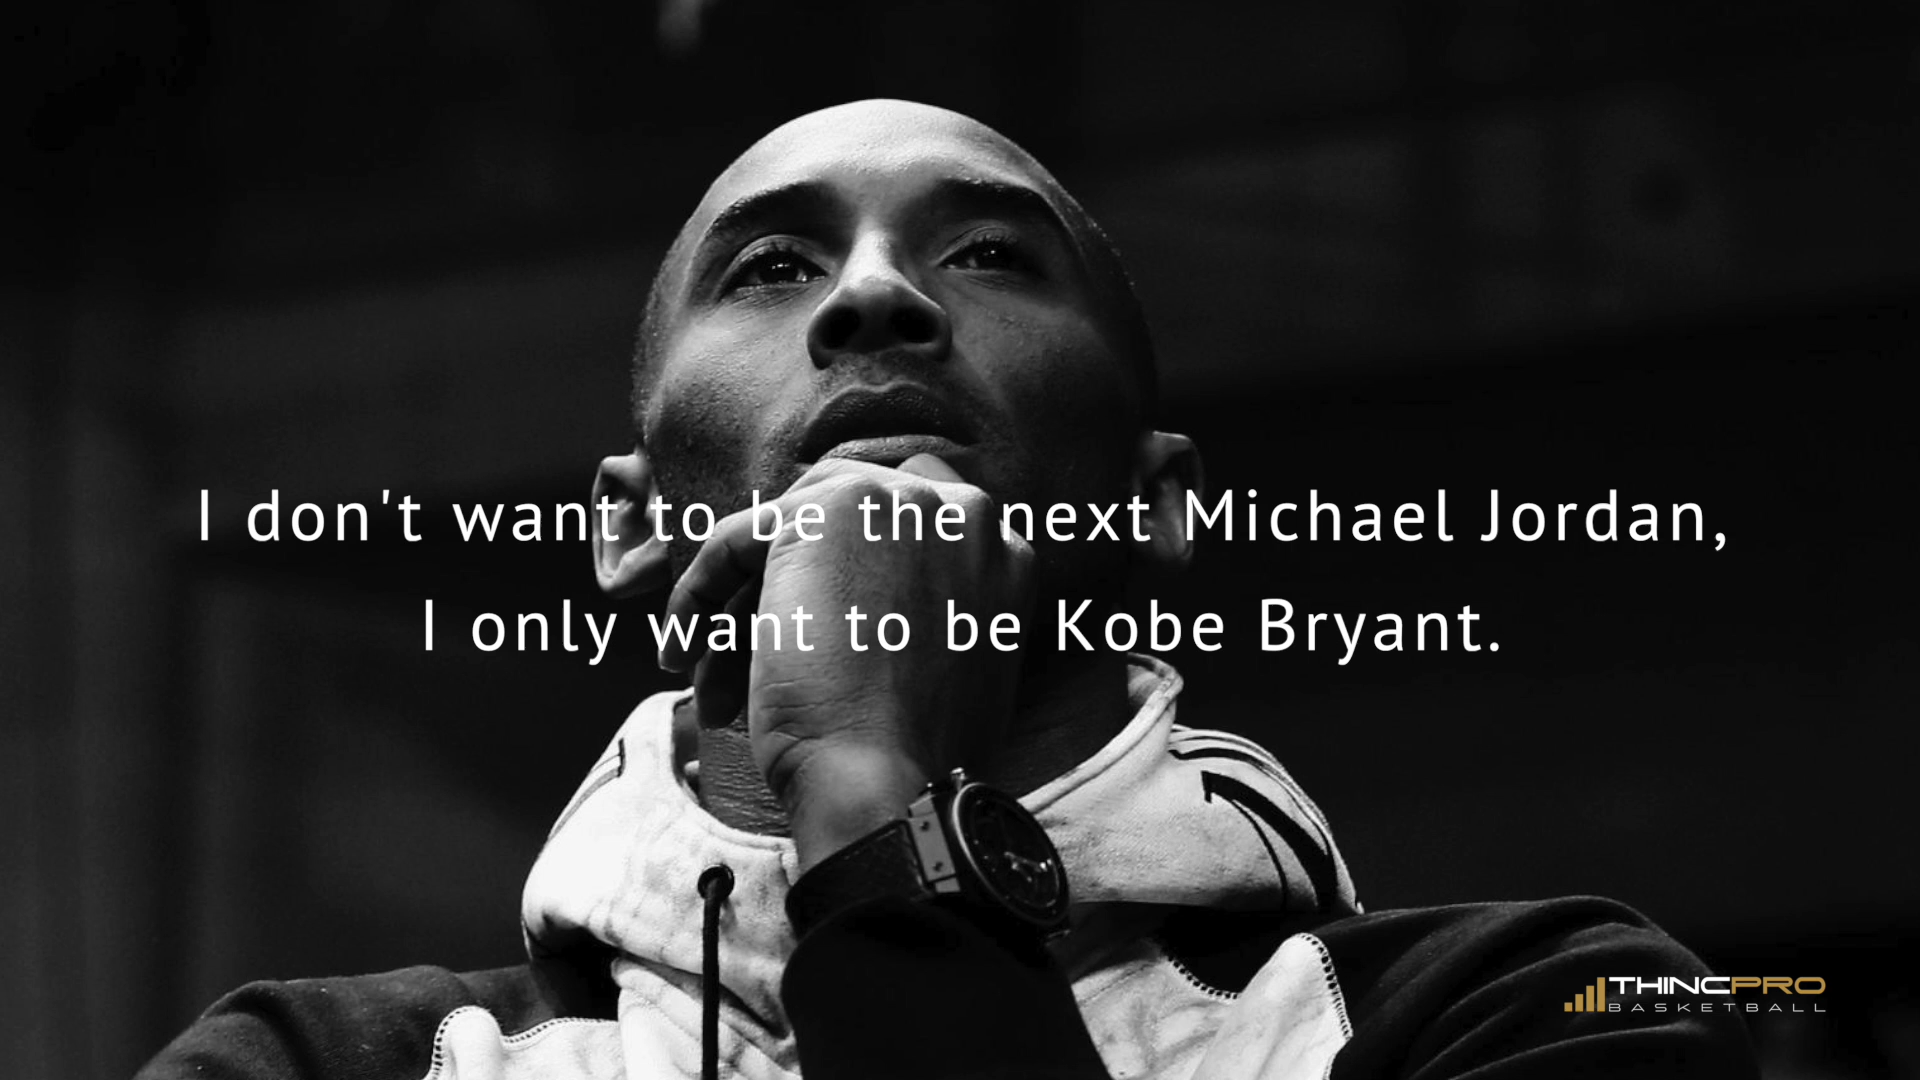 I don't want to be the next Michael Jordan,
I only want to be Kobe Bryant.
THINCPRO
BASKETBALL